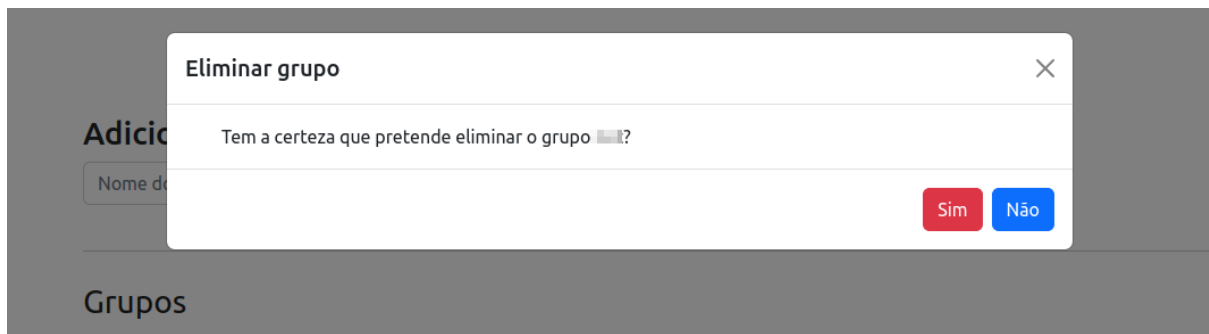 Eliminar grupo
Tem a certeza que pretende eliminar o grupo ?
Adicio
Nome do
Sim Não
Grupos